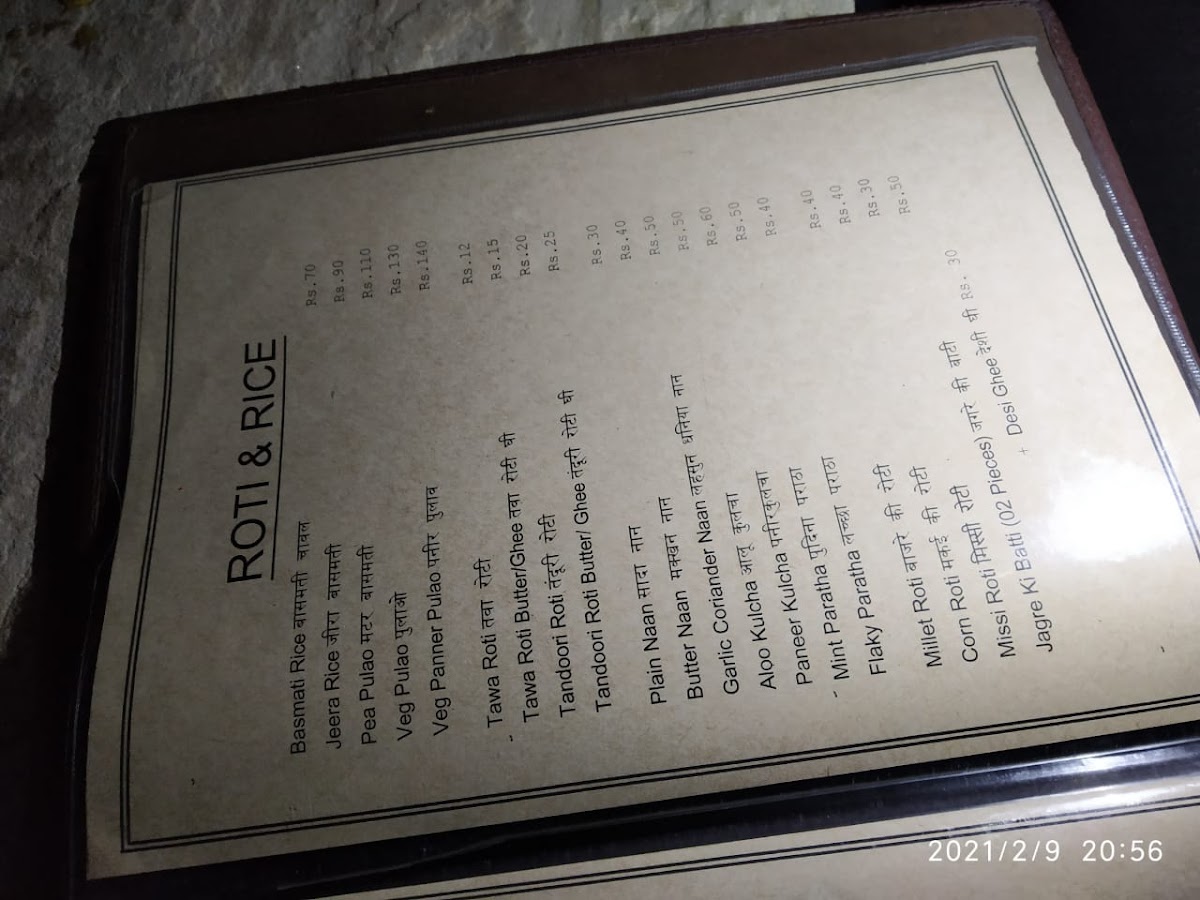 ROTI & RICE
Basmati Rice बासमती चावल Rs.70
Jeera Rice जीरा बासमती Rs.90
Pea Pulao मटर बासमती Rs.110
Veg Pulao पुलाओ Rs.130
Veg Panner Pulao पनीर पुलाव Rs.140
Tawa Roti तवा रोटी Rs.12
Tawa Roti Butter/Ghee तवा रोटी घी Rs.15
Tandoori Roti तंदूरी रोटी Rs.20
Tandoori Roti Butter/ Ghee तंदूरी रोटी घी Rs.25
Plain Naan सादा नान Rs.30
Butter Naan मक्खन नान Rs.40
Garlic Coriander Naan लहसुन धनिया नान Rs.50
Aloo Kulcha आलू कुलचा Rs.50
Paneer Kulcha पनीरकुलचा Rs.60
Mint Paratha पुदिना पराठा Rs.50
Flaky Paratha लच्छा पराठा Rs.40
Millet Roti बाजरे की रोटी Rs.40
Corn Roti मकई की रोटी Rs.40
Missi Roti मिस्सी रोटी Rs.30
Jagre Ki Batti (02 Pieces) जगरे की बाटी Rs.50
+ Desi Ghee देशी घी Rs. 30
2021/2/9 20:56